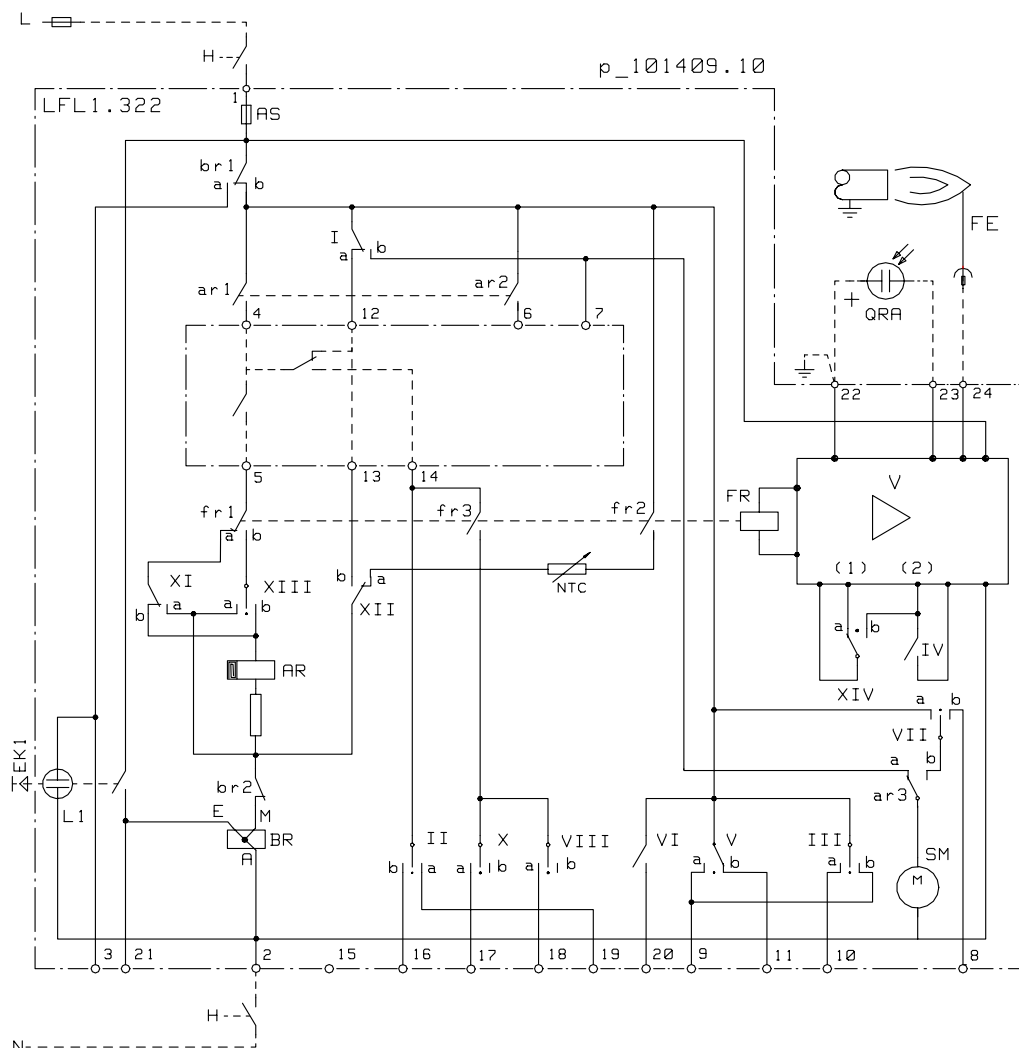 L
H
p_101409.10
LFL1.322
1
AS
br1
a b
I
a b
FE
ar1 ar2
+ QRA
4 12 6 7
22 23 24
5 13 14
V
FR
fr1 fr3 fr2
a b
(1) (2)
XI XIII b a NTC
b a a b XII
a b IV
AR
XIV
a b
VII
EK1
a b
br2
L1
ar3
E M
BR
A
II X VIII VI V III SM
b a a b a b a b a b M
3 21 2 15 16 17 18 19 20 9 11 10 8
H
N